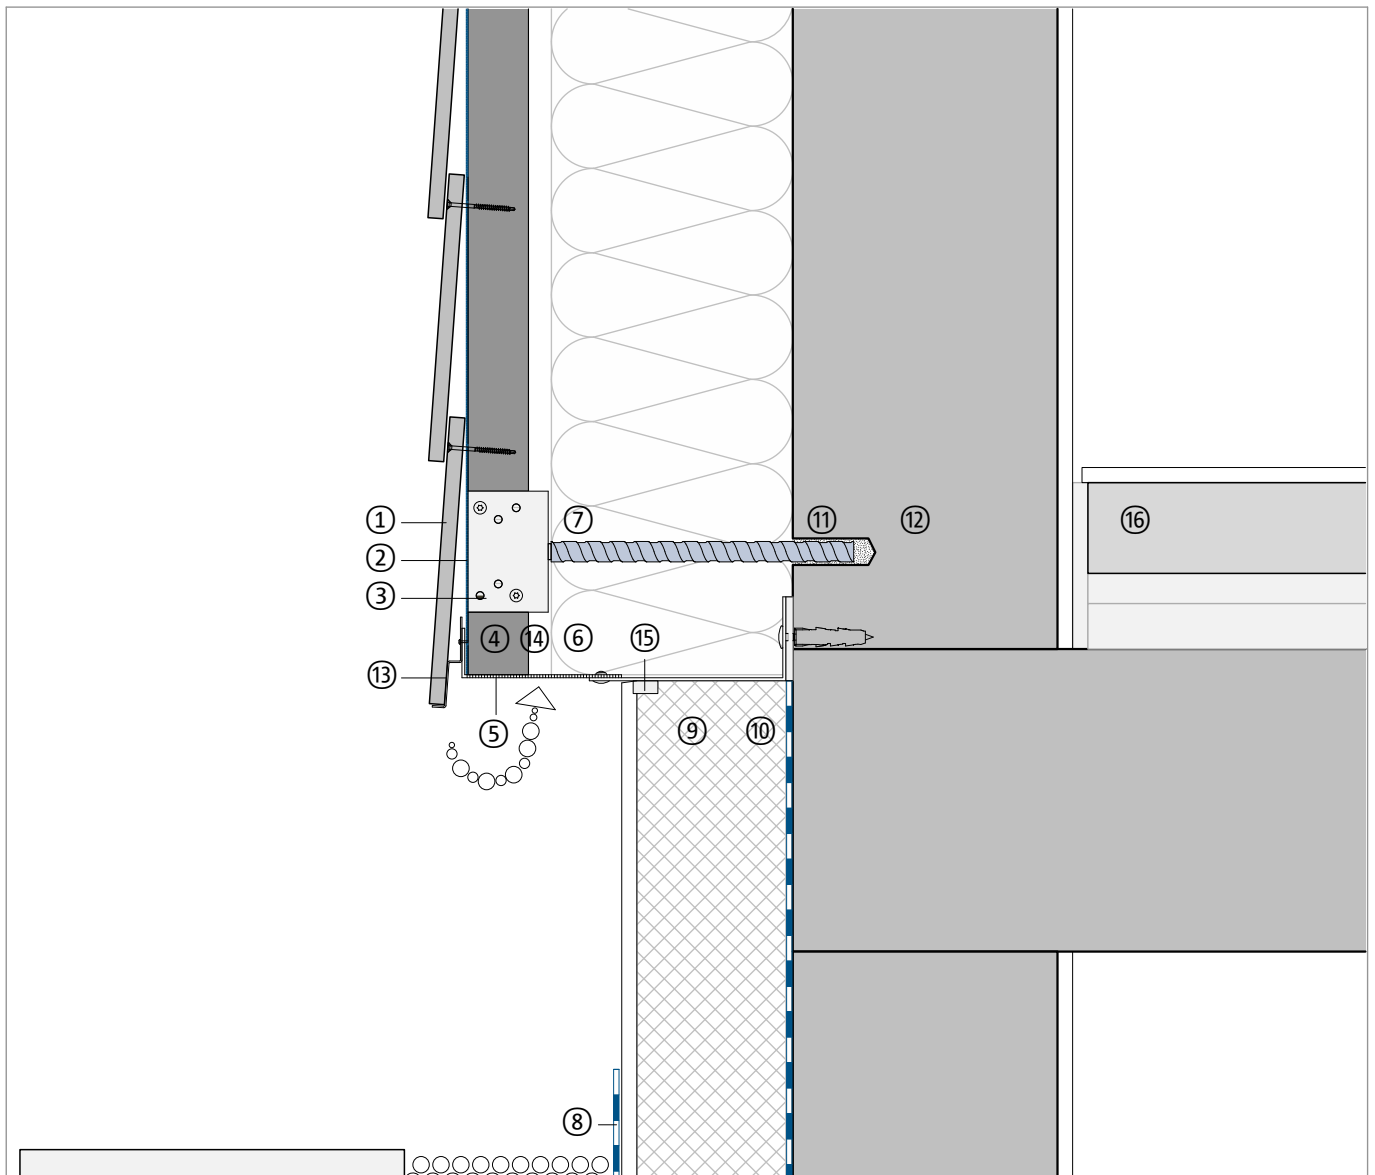 ① ⑦ ⑪ ⑫ ⑯
②
③
④ ⑭ ⑥ ⑮
⑬
⑤ ⑨ ⑩
⑧